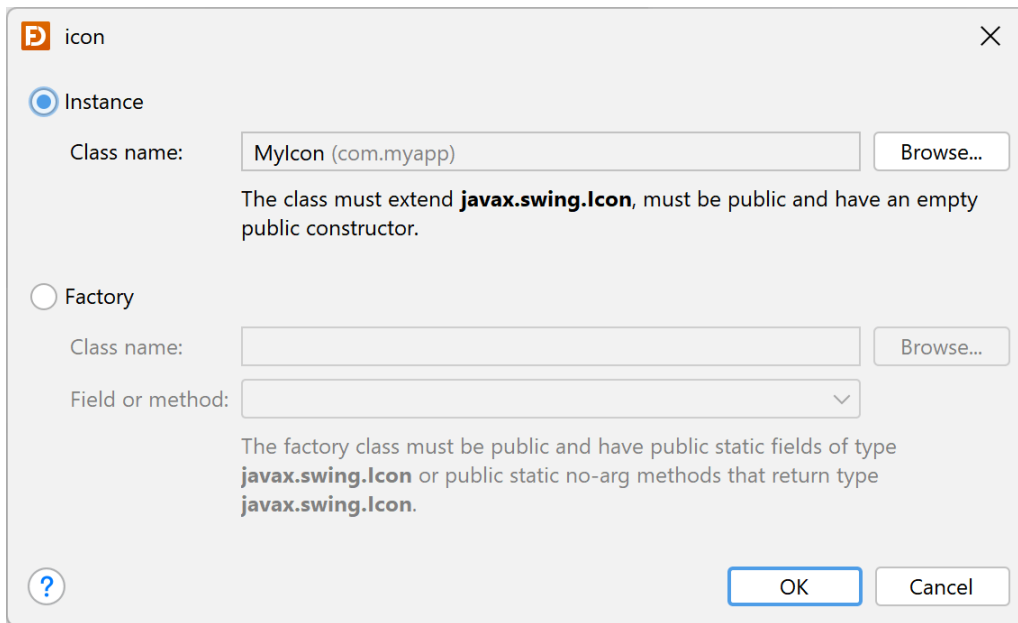 icon
Instance
Class name:
MyIcon (com.myapp)
Browse...
The class must extend javax.swing.Icon, must be public and have an empty
public constructor.
Factory
Class name:
Browse...
Field or method:
The factory class must be public and have public static fields of type
javax.swing.Icon or public static no-arg methods that return type
javax.swing.Icon.
?
OK
Cancel